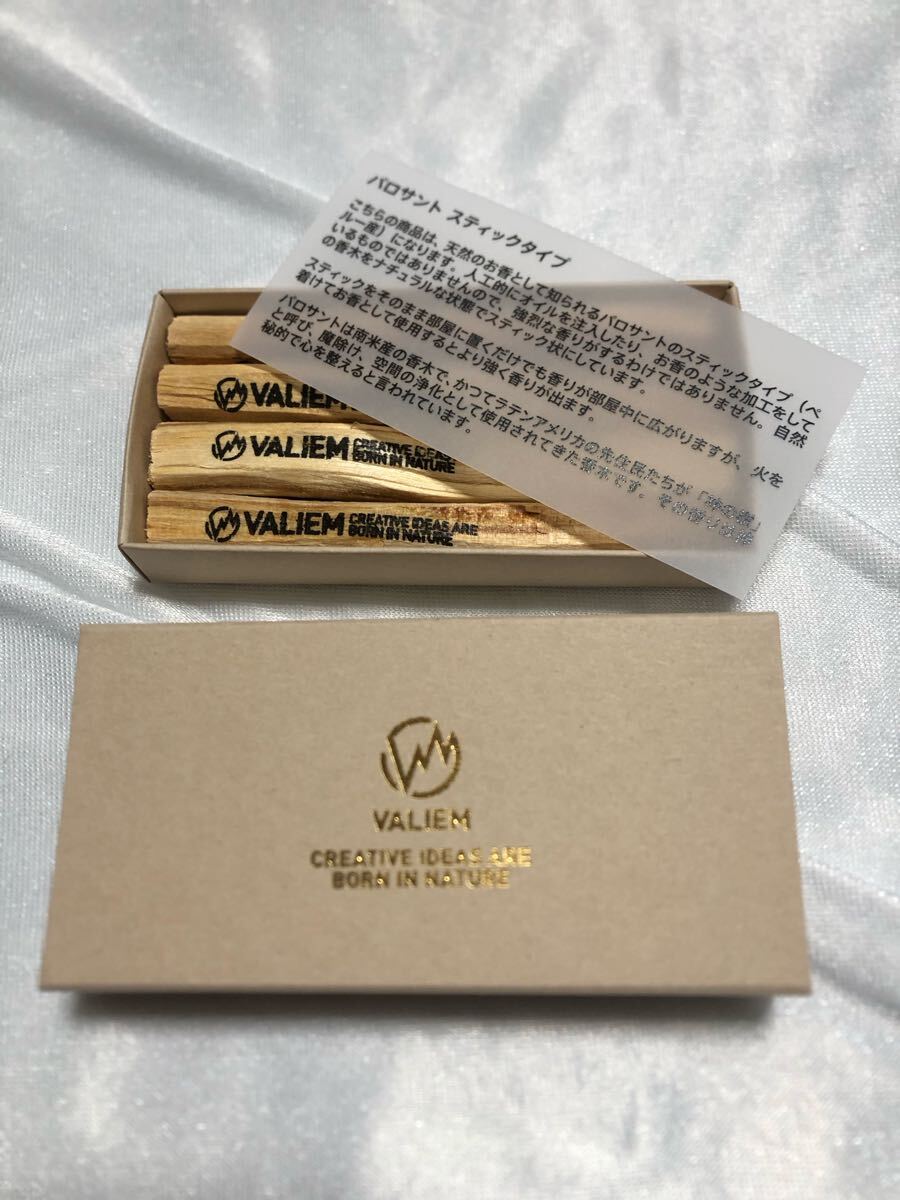 パロサント スティックタイプ
こちらの商品は、天然のお香として知られるパロサントのスティックタイプ（ペ
ルー産）になります。人工的にオイルを注入したり、お香のような加工をして
いるものではありませんので、強烈な香りがするわけではありません。自然
の香木をナチュラルな状態でスティック状にしています。
スティックをそのまま部屋に置くだけでも香りが部屋中に広がりますが、火を
着けてお香として使用するとより強く香りが出ます。
パロサントは南米産の香木で、かつてラテンアメリカの先住民たちが「
と呼び、魔除け、空間の浄化として使用されてきた香木です。その香りは神
秘的で心を整えると言われています。
VALIEM
VALIEM CREATIVE IDEAS
BORN IN NATURE
VALIEM CREATIVE IDEAS ARE
BORN IN NATURE
VALIEM
CREATIVE IDEAS ARE
BORN IN NATURE